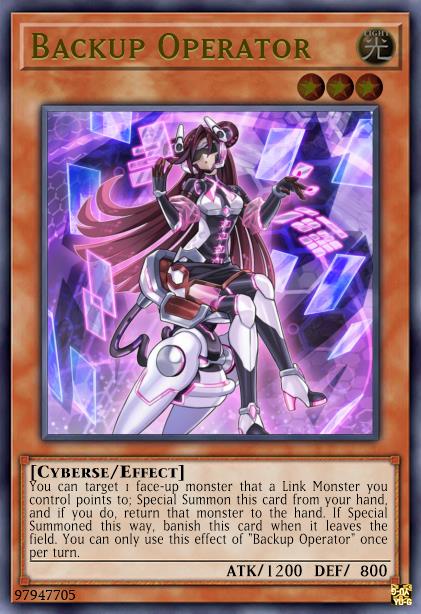 BACKUP OPERATOR
LIGHT
光
[CYBERSE/EFFECT]
You can target 1 face-up monster that a Link Monster you
control points to; Special Summon this card from your hand,
and if you do, return that monster to the hand. If Special
Summoned this way, banish this card when it leaves the
field. You can only use this effect of "Backup Operator" once
per turn.
ATK/1200 DEF/ 800
97947705